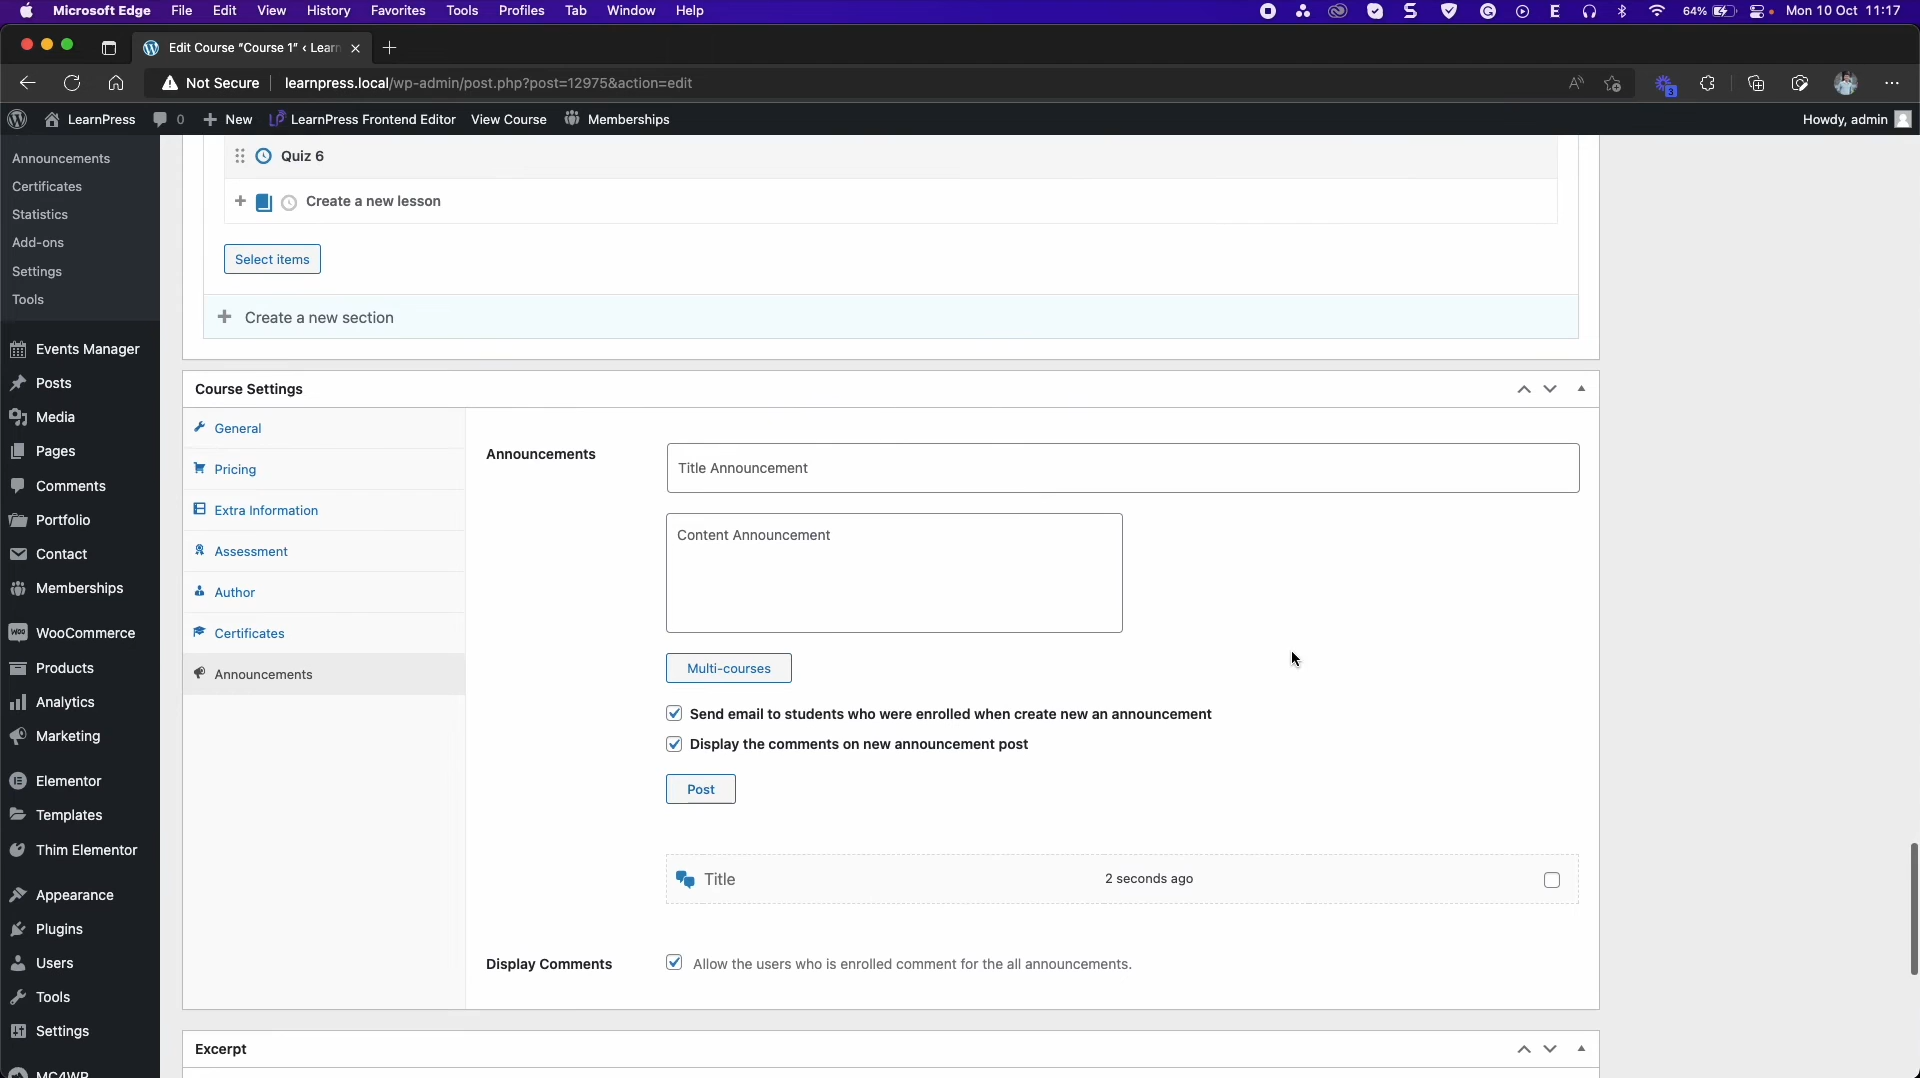 Microsoft Edge File Edit View History Favorites Tools Profiles Tab Window Help 64% Mon 10 Oct 11:17
Edit Course "Course 1" ‹ Learn
Not Secure learnpress.local/wp-admin/post.php?post=12975&action=edit 3
LearnPress 0 New LearnPress Frontend Editor View Course Memberships Howdy, admin
Announcements
Certificates
Statistics
Add-ons
Settings
Tools
Events Manager
Posts
Media
Pages
Comments
Portfolio
Contact
Memberships
WooCommerce
Products
Analytics
Marketing
Elementor
Templates
Thim Elementor
Appearance
Plugins
Users
Tools
Settings
MC4WP
Quiz 6
Create a new lesson
Select items
Create a new section
Course Settings
General
Pricing
Extra Information
Assessment
Author
Certificates
Announcements
Announcements
Title Announcement
Content Announcement
Multi-courses
Send email to students who were enrolled when create new an announcement
Display the comments on new announcement post
Post
Title 2 seconds ago
Display Comments Allow the users who is enrolled comment for the all announcements.
Excerpt